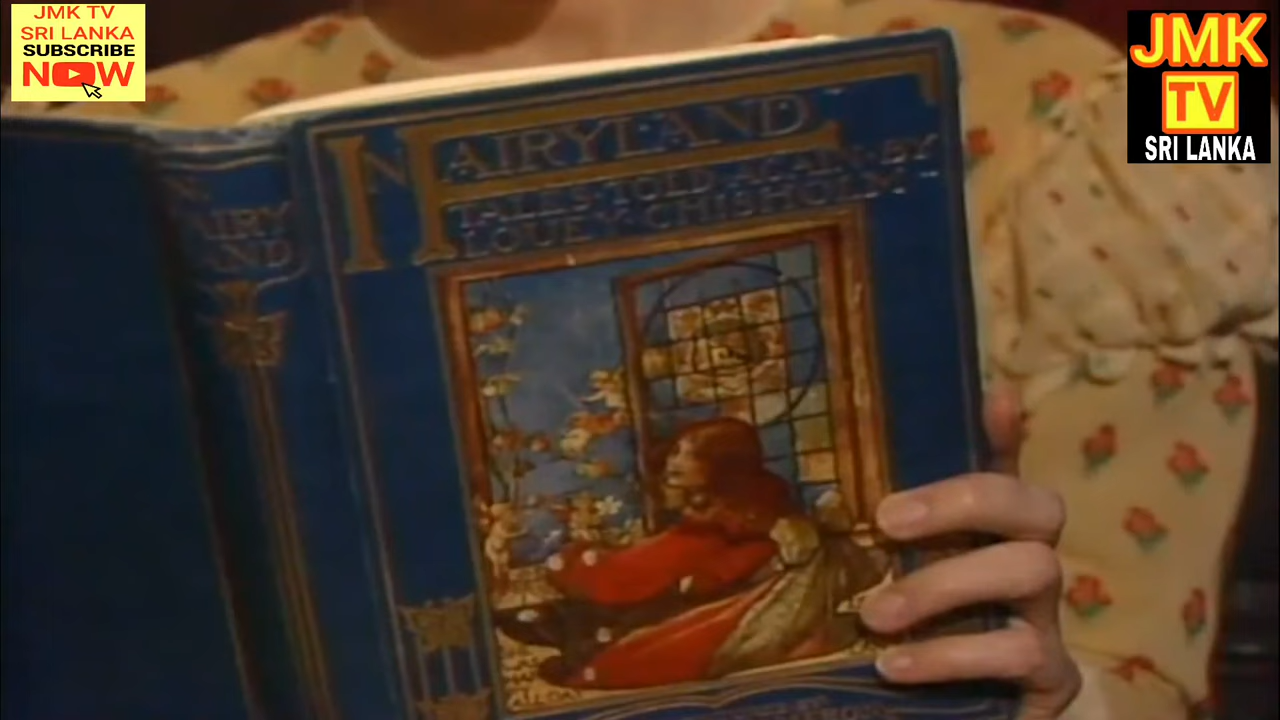 JMK TV
SRI LANKA
SUBSCRIBE
NOW
JMK
TV
SRI LANKA
IN FAIRYLAND
TALES·TOLD·AGAIN·BY
LOUEY·CHISHOLM
IN
FAIRY
LAND